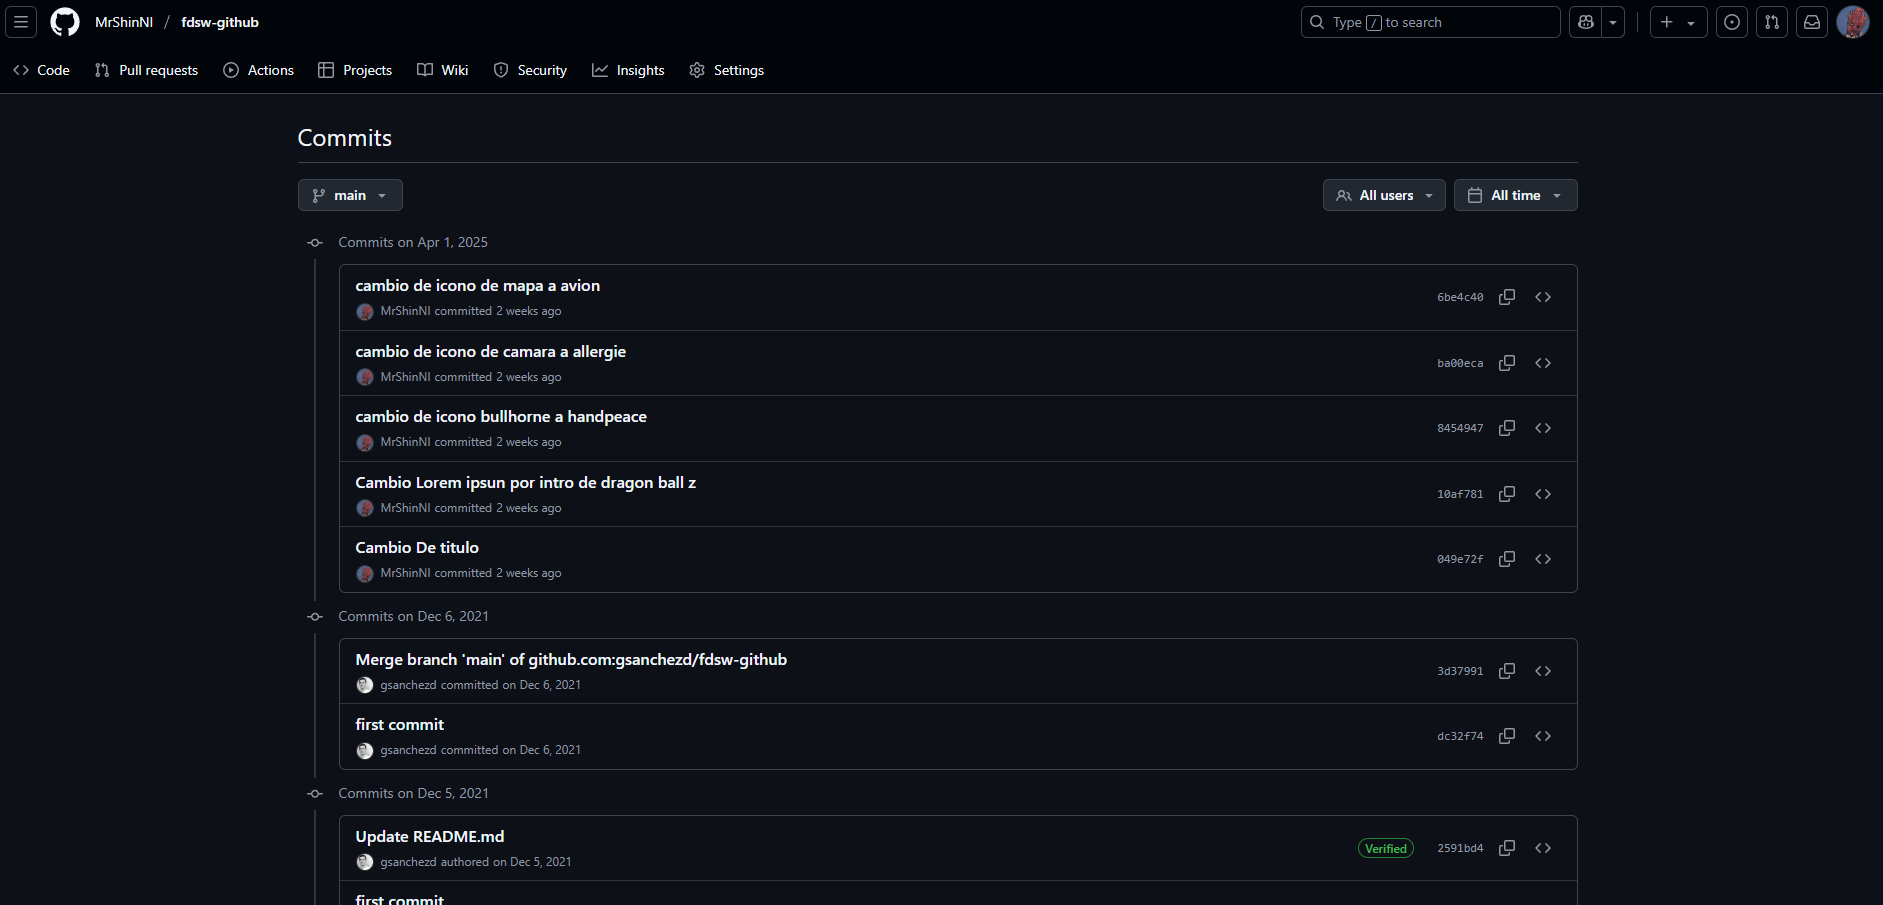 MrShinNI / fdsw-github
Type / to search
Code Pull requests Actions Projects Wiki Security Insights Settings
Commits
main
All users All time
Commits on Apr 1, 2025
cambio de icono de mapa a avion
MrShinNI committed 2 weeks ago
6be4c40
cambio de icono de camara a allergie
MrShinNI committed 2 weeks ago
ba00eca
cambio de icono bullhorne a handpeace
MrShinNI committed 2 weeks ago
8454947
Cambio Lorem ipsun por intro de dragon ball z
MrShinNI committed 2 weeks ago
10af781
Cambio De titulo
MrShinNI committed 2 weeks ago
049e72f
Commits on Dec 6, 2021
Merge branch 'main' of github.com:gsanchezd/fdsw-github
gsanchezd committed on Dec 6, 2021
3d37991
first commit
gsanchezd committed on Dec 6, 2021
dc32f74
Commits on Dec 5, 2021
Update README.md
gsanchezd authored on Dec 5, 2021
Verified
2591bd4
first commit